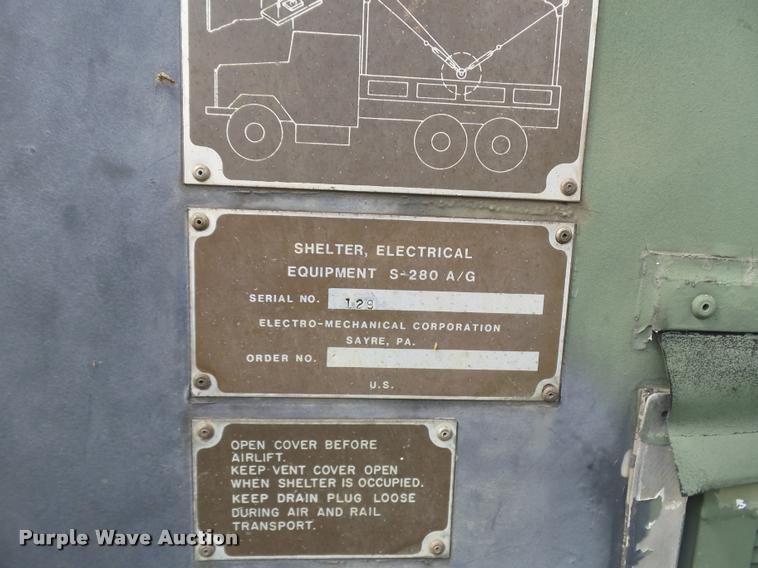 SHELTER, ELECTRICAL
EQUIPMENT S-280 A/G
SERIAL NO. 129
ELECTRO-MECHANICAL CORPORATION
SAYRE, PA.
ORDER NO.
U.S.
OPEN COVER BEFORE
AIRLIFT.
KEEP VENT COVER OPEN
WHEN SHELTER IS OCCUPIED.
KEEP DRAIN PLUG LOOSE
DURING AIR AND RAIL
TRANSPORT.
Purple Wave Auction